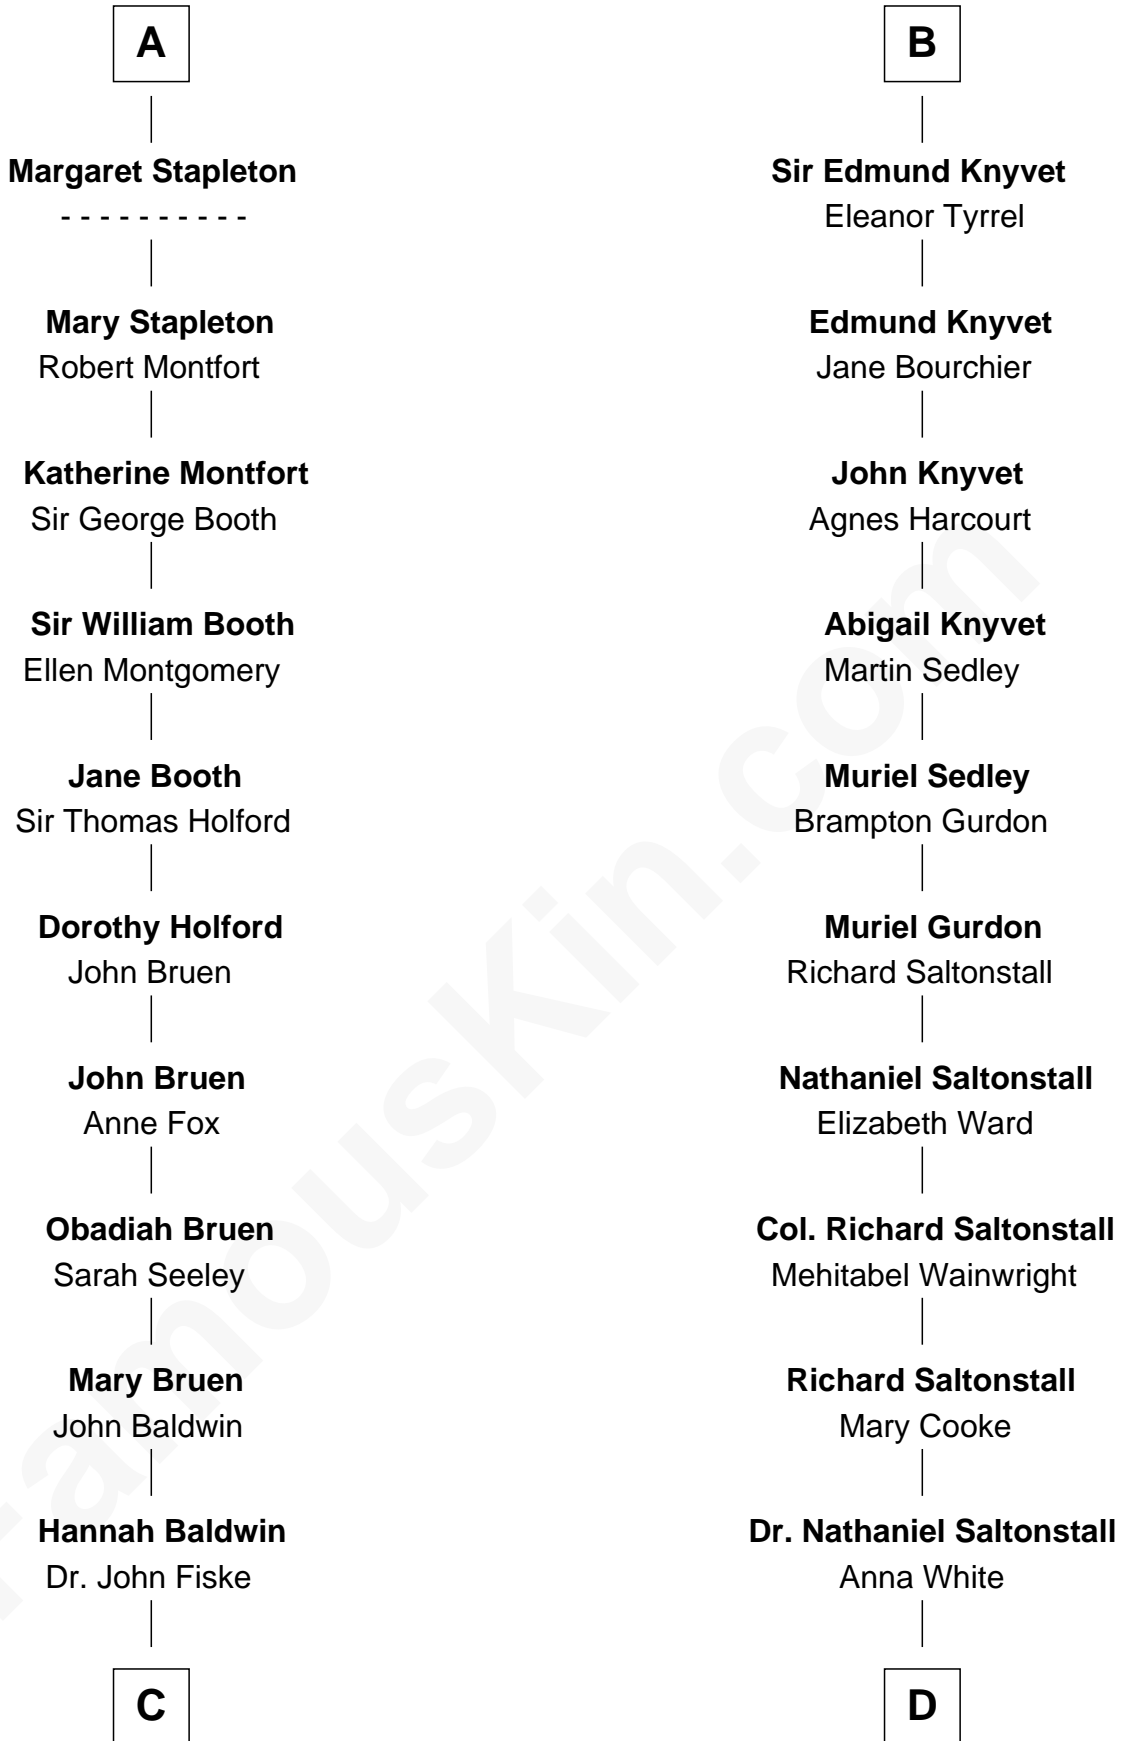 A
Margaret Stapleton
- - - - - - - - - -
Mary Stapleton
Robert Montfort
Katherine Montfort
Sir George Booth
Sir William Booth
Ellen Montgomery
Jane Booth
Sir Thomas Holford
Dorothy Holford
John Bruen
John Bruen
Anne Fox
Obadiah Bruen
Sarah Seeley
Mary Bruen
John Baldwin
Hannah Baldwin
Dr. John Fiske
C
B
Sir Edmund Knyvet
Eleanor Tyrrel
Edmund Knyvet
Jane Bourchier
John Knyvet
Agnes Harcourt
Abigail Knyvet
Martin Sedley
Muriel Sedley
Brampton Gurdon
Muriel Gurdon
Richard Saltonstall
Nathaniel Saltonstall
Elizabeth Ward
Col. Richard Saltonstall
Mehitabel Wainwright
Richard Saltonstall
Mary Cooke
Dr. Nathaniel Saltonstall
Anna White
D
FamousKin.com